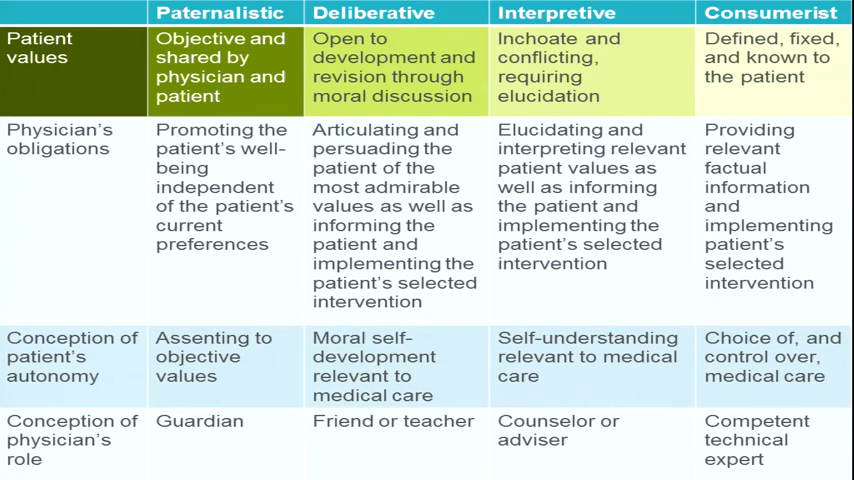 Paternalistic Deliberative Interpretive Consumerist
Patient values
Objective and shared by physician and patient
Open to development and revision through moral discussion
Inchoate and conflicting, requiring elucidation
Defined, fixed, and known to the patient
Physician's obligations
Promoting the patient's well-being independent of the patient's current preferences
Articulating and persuading the patient of the most admirable values as well as informing the patient and implementing the patient's selected intervention
Elucidating and interpreting relevant patient values as well as informing the patient and implementing the patient's selected intervention
Providing relevant factual information and implementing patient's selected intervention
Conception of patient's autonomy
Assenting to objective values
Moral self-development relevant to medical care
Self-understanding relevant to medical care
Choice of, and control over, medical care
Conception of physician's role
Guardian
Friend or teacher
Counselor or adviser
Competent technical expert